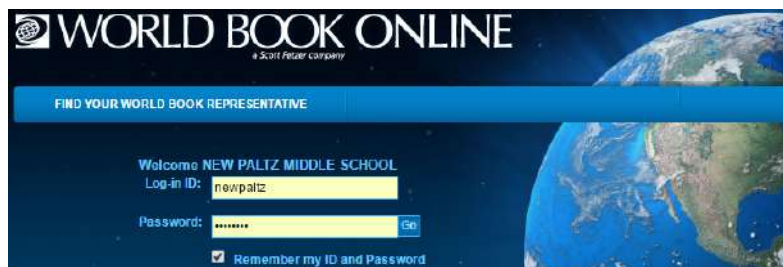 WORLD BOOK ONLINE
a Scott Fetzer company
FIND YOUR WORLD BOOK REPRESENTATIVE
Welcome NEW PALTZ MIDDLE SCHOOL
Log-in ID: newpaltz
Password: •••••••• Go
Remember my ID and Password